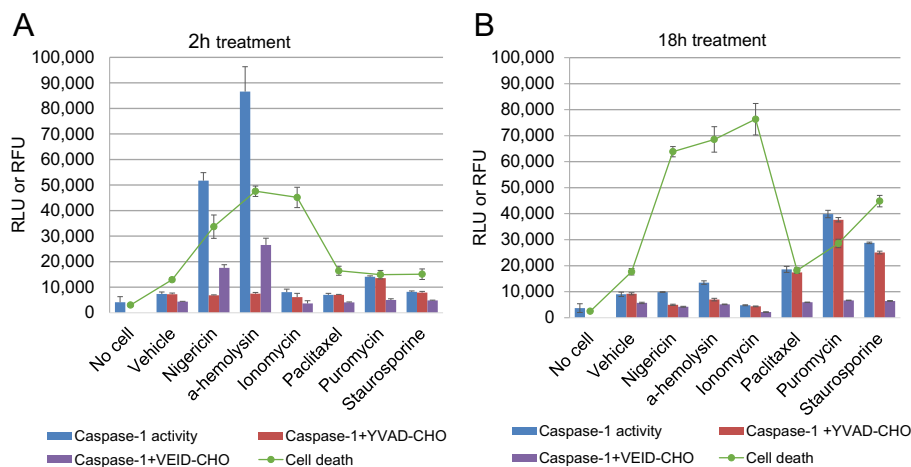 A
2h treatment
RLU or RFU
100,000
90,000
80,000
70,000
60,000
50,000
40,000
30,000
20,000
10,000
0
No cell
Vehicle
Nigericin
a-hemolysin
Ionomycin
Paclitaxel
Puromycin
Staurosporine
Caspase-1 activity
Caspase-1+YVAD-CHO
Caspase-1+VEID-CHO
Cell death
B
18h treatment
RLU or RFU
100,000
90,000
80,000
70,000
60,000
50,000
40,000
30,000
20,000
10,000
0
No cell
Vehicle
Nigericin
a-hemolysin
Ionomycin
Paclitaxel
Puromycin
Staurosporine
Caspase-1 activity
Caspase-1 +YVAD-CHO
Caspase-1+VEID-CHO
Cell death